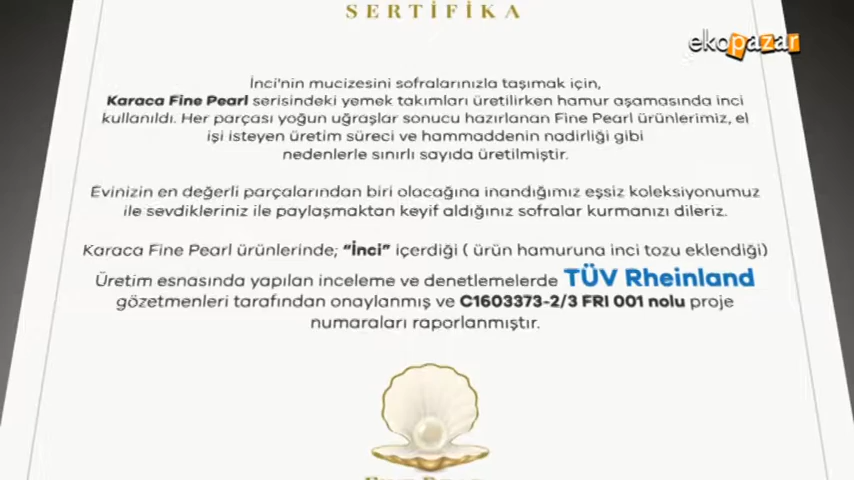 SERTİFİKA
ekopazar
İnci'nin mucizesini sofralarınızla taşımak için,
Karaca Fine Pearl serisindeki yemek takımları üretilirken hamur aşamasında inci
kullanıldı. Her parçası yoğun uğraşlar sonucu hazırlanan Fine Pearl ürünlerimiz, el
işi isteyen üretim süreci ve hammaddenin nadirliği gibi
nedenlerle sınırlı sayıda üretilmiştir.
Evinizin en değerli parçalarından biri olacağına inandığımız eşsiz koleksiyonumuz
ile sevdikleriniz ile paylaşmaktan keyif aldığınız sofralar kurmanızı dileriz.
Karaca Fine Pearl ürünlerinde; “İnci” içerdiği ( ürün hamuruna inci tozu eklendiği)
Üretim esnasında yapılan inceleme ve denetlemelerde TÜV Rheinland
gözetmenleri tarafından onaylanmış ve C1603373-2/3 FRI 001 nolu proje
numaraları raporlanmıştır.